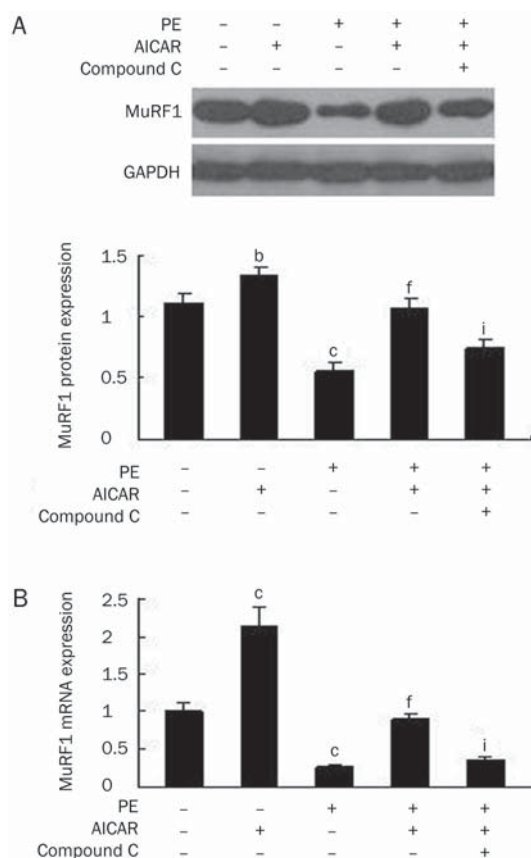 A
PE – – + + +
AICAR – + – + +
Compound C – – – – +
MuRF1
GAPDH
MuRF1 protein expression
1.5
1
0.5
0
b
c
f
i
PE – – + + +
AICAR – + – + +
Compound C – – – – +
B
MuRF1 mRNA expression
2.5
2
1.5
1
0.5
0
c
c
f
i
PE – – + + +
AICAR – + – + +
Compound C – – – – +